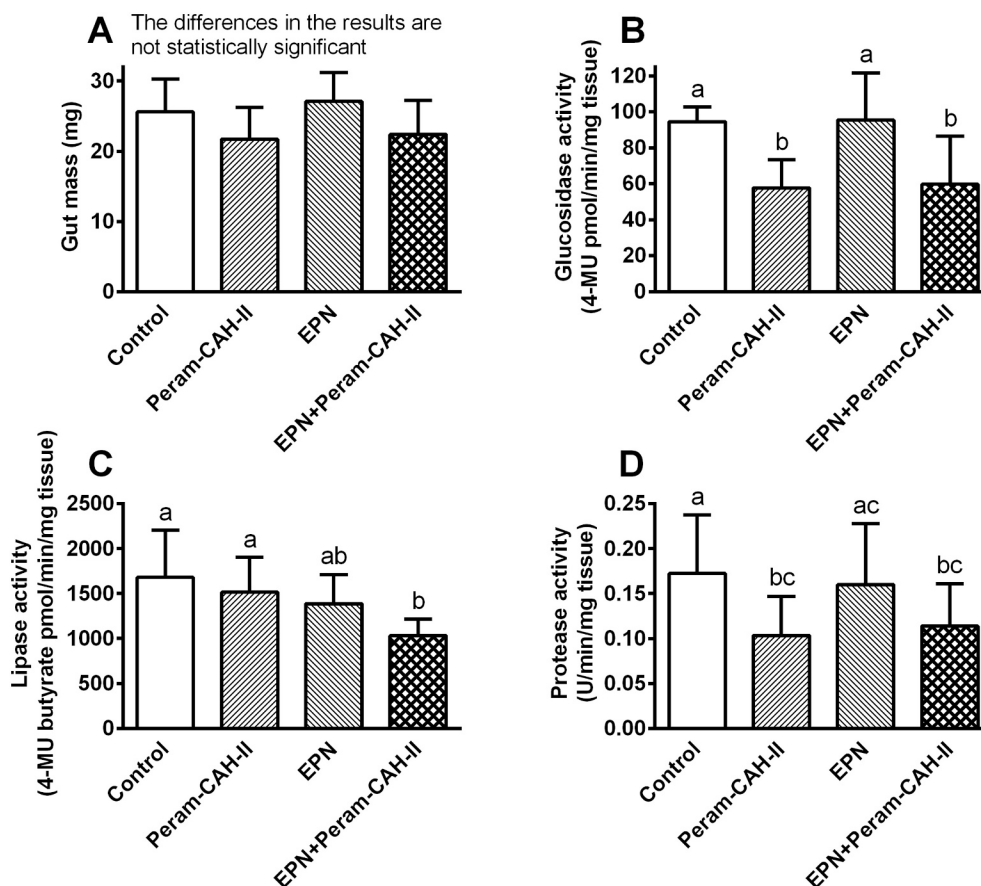 A
The differences in the results are
not statistically significant
Gut mass (mg)
30
20
10
0
Control
Peram-CAH-II
EPN
EPN+Peram-CAH-II
B
Glucosidase activity
(4-MU pmol/min/mg tissue)
120
100
80
60
40
20
0
a
b
a
b
Control
Peram-CAH-II
EPN
EPN+Peram-CAH-II
C
Lipase activity
(4-MU butyrate pmol/min/mg tissue)
2500
2000
1500
1000
500
0
a
a
ab
b
Control
Peram-CAH-II
EPN
EPN+Peram-CAH-II
D
Protease activity
(U/min/mg tissue)
0.25
0.20
0.15
0.10
0.05
0.00
a
bc
ac
bc
Control
Peram-CAH-II
EPN
EPN+Peram-CAH-II